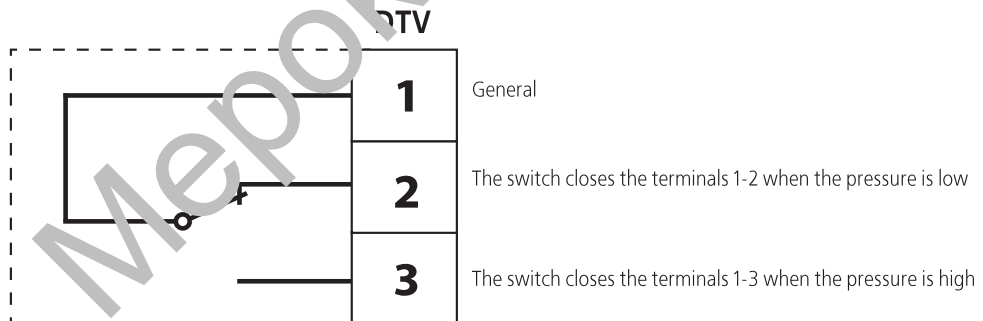 DTV
1 General
2 The switch closes the terminals 1-2 when the pressure is low
3 The switch closes the terminals 1-3 when the pressure is high